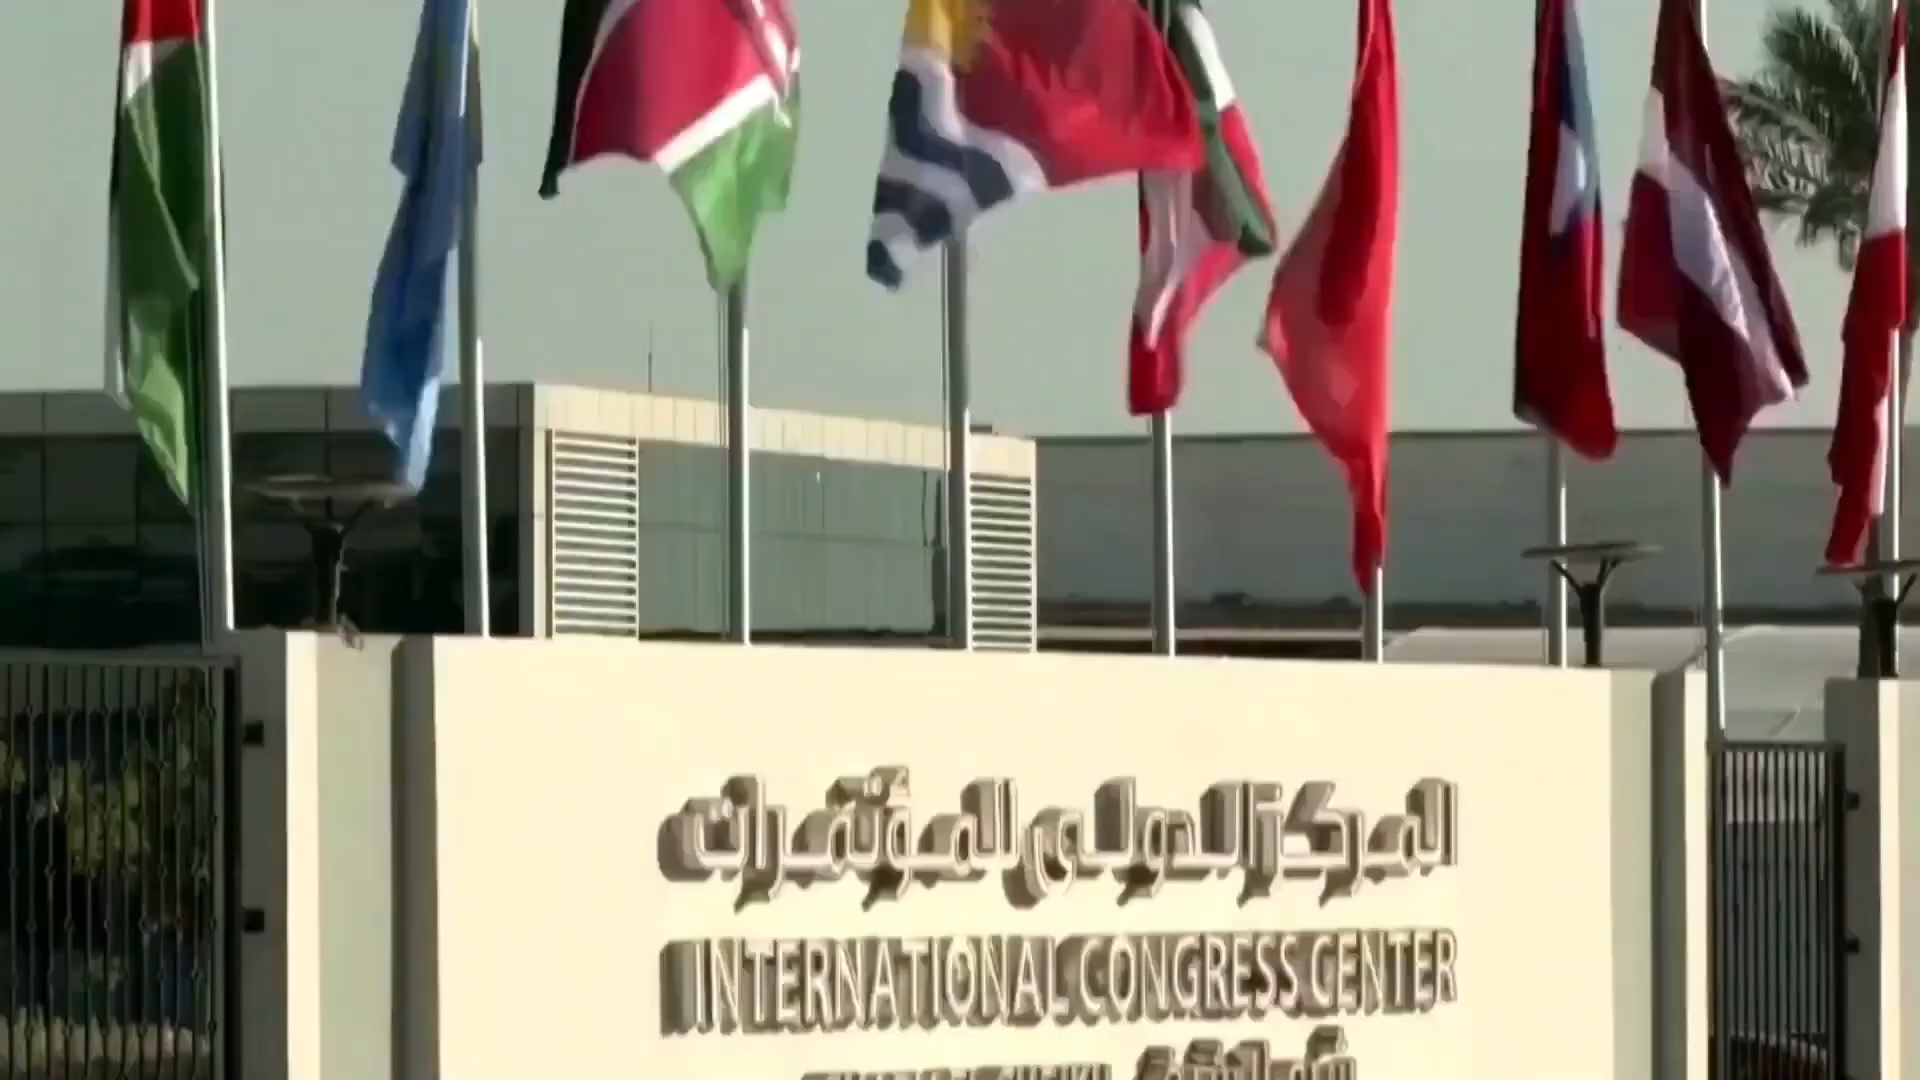 المركز الدولي للمؤتمرات
INTERNATIONAL CONGRESS CENTER